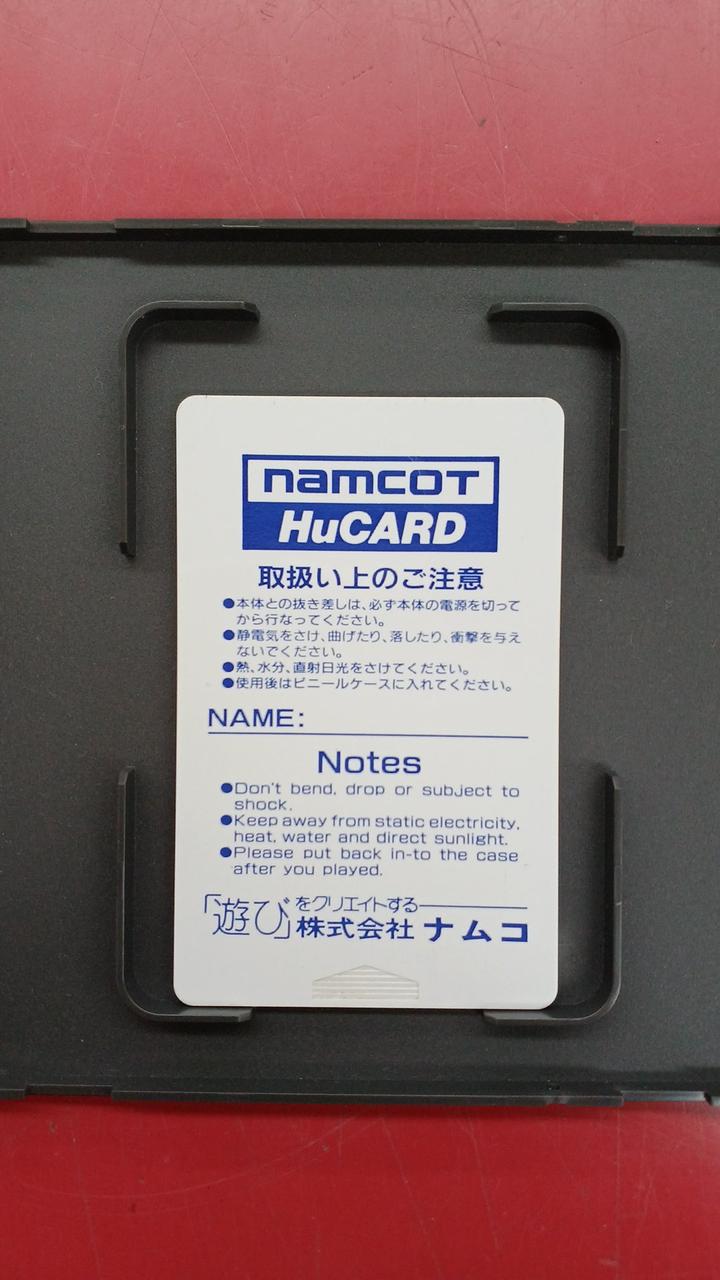 namcot
HuCARD
取扱い上のご注意
●本体との抜き差しは、必ず本体の電源を切って
から行なってください。
●静電気をさけ、曲げたり、落したり、衝撃を与え
ないでください。
●熱、水分、直射日光をさけてください。
●使用後はビニールケースに入れてください。
NAME:
Notes
●Don't bend, drop or subject to
shock.
●Keep away from static electricity,
heat, water and direct sunlight.
●Please put back in-to the case
after you played.
「遊び」をクリエイトする
株式会社ナムコ